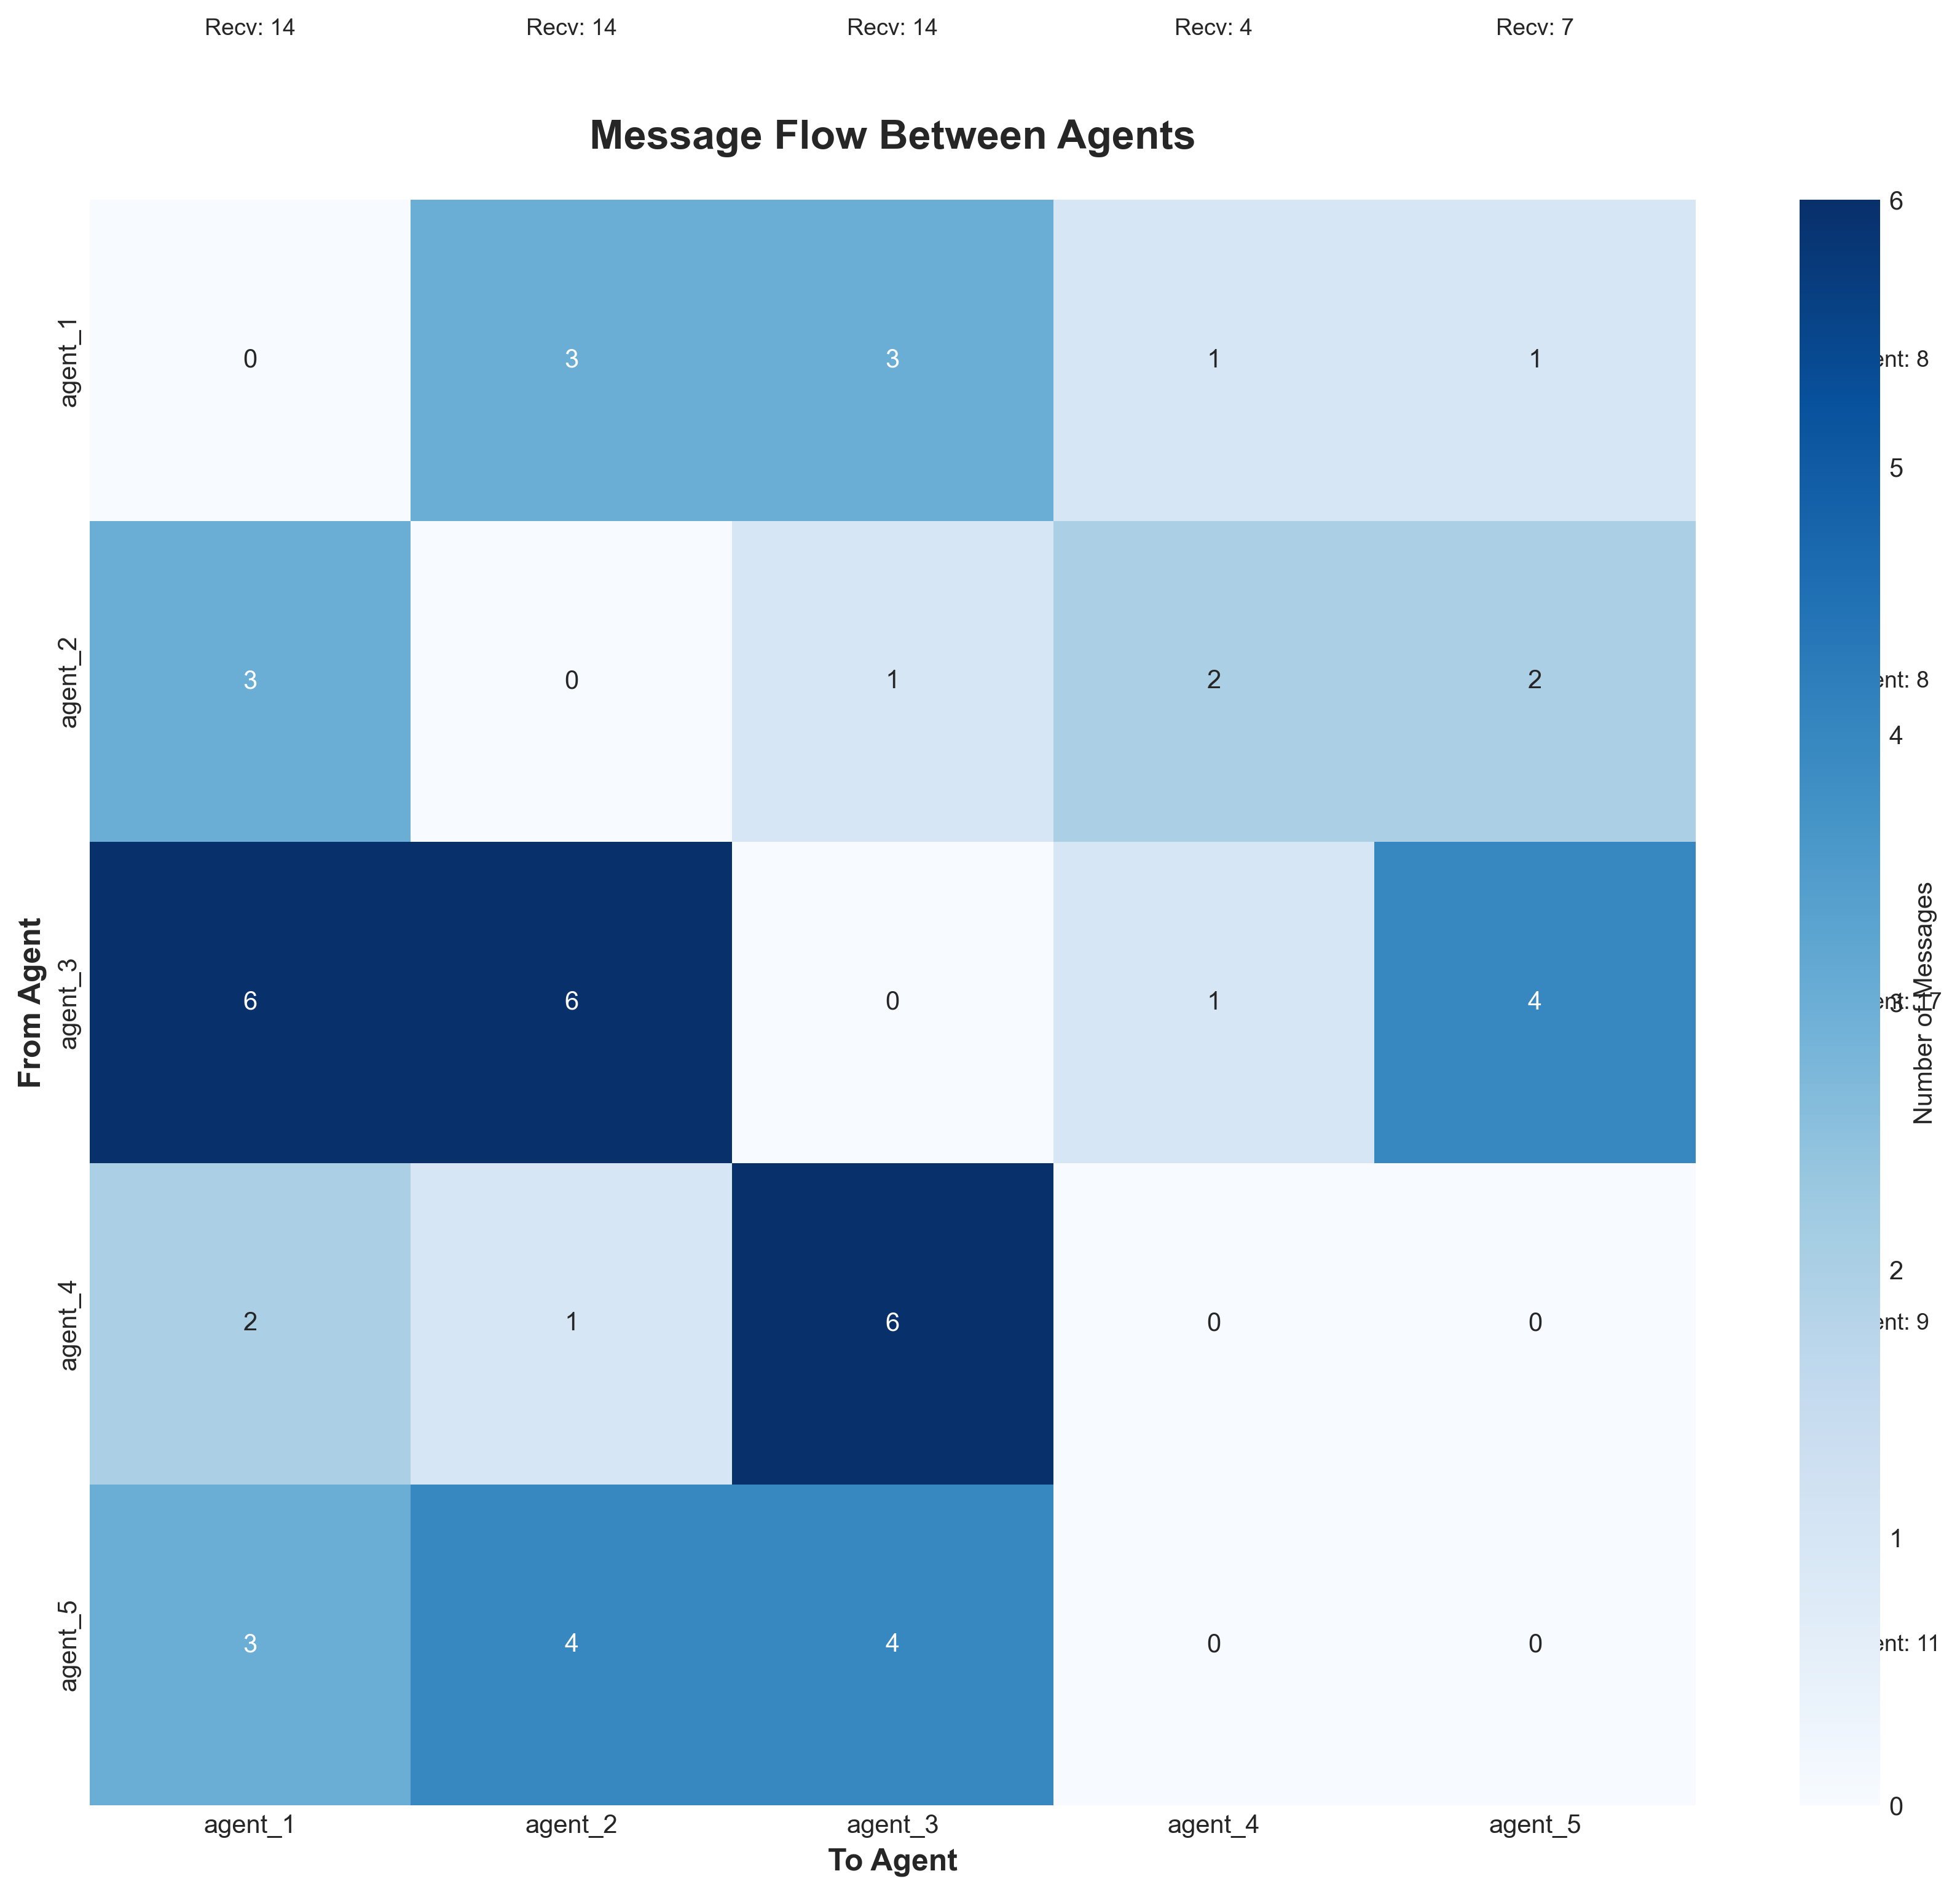 Recv: 14 Recv: 14 Recv: 14 Recv: 4 Recv: 7
Message Flow Between Agents
6
agent_1 0 3 3 1 1 ent: 8
5
agent_2 3 0 1 2 2 ent: 8
4
From Agent
agent_3 6 6 0 1 4 ent: 17
3
Number of Messages
2
agent_4 2 1 6 0 0 ent: 9
1
agent_5 3 4 4 0 0 ent: 11
0
agent_1 agent_2 agent_3 agent_4 agent_5
To Agent